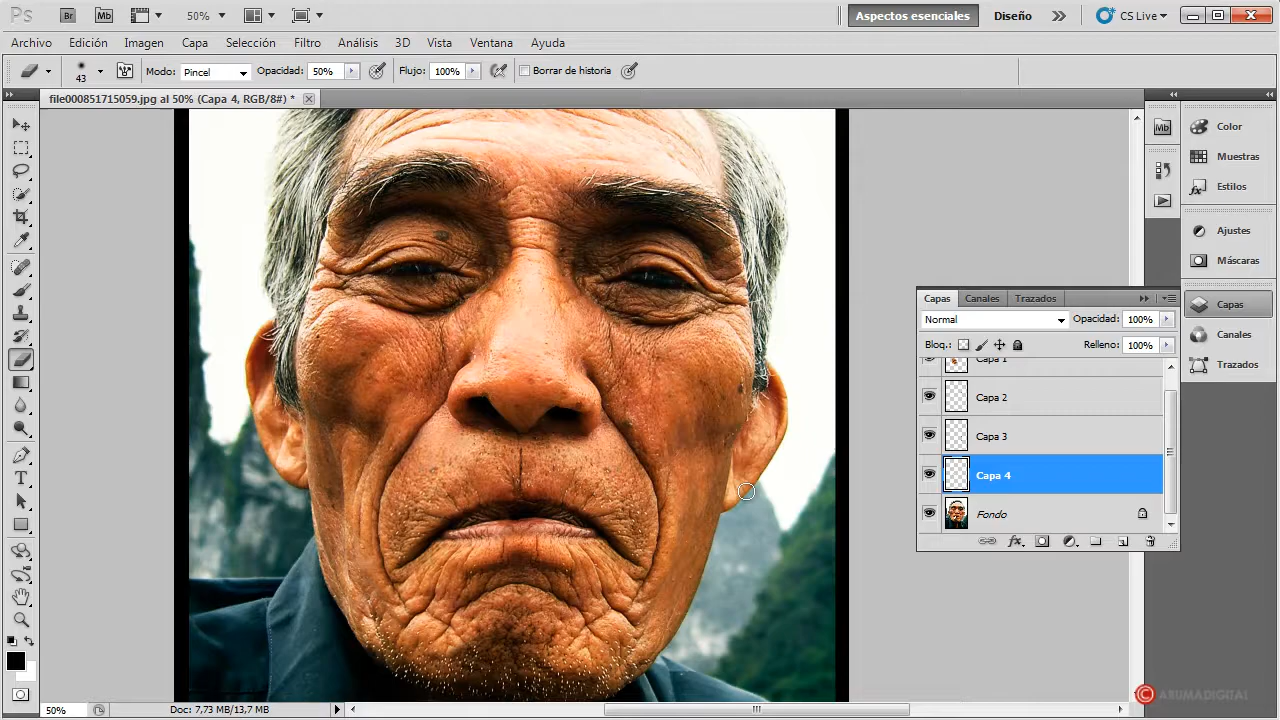 Ps Br Mb 50% Aspectos esenciales Diseño CS Live
Archivo Edición Imagen Capa Selección Filtro Análisis 3D Vista Ventana Ayuda
43 Modo: Pincel Opacidad: 50% Flujo: 100% Borrar de historia
file000851715059.jpg al 50% (Capa 4, RGB/8#) *
Mb
Color
Muestras
Estilos
Ajustes
Máscaras
Capas
Canales
Trazados
Capas Canales Trazados
Normal Opacidad: 100%
Bloq.: Relleno: 100%
Capa 1
Capa 2
Capa 3
Capa 4
Fondo
50% Doc: 7,73 MB/13,7 MB